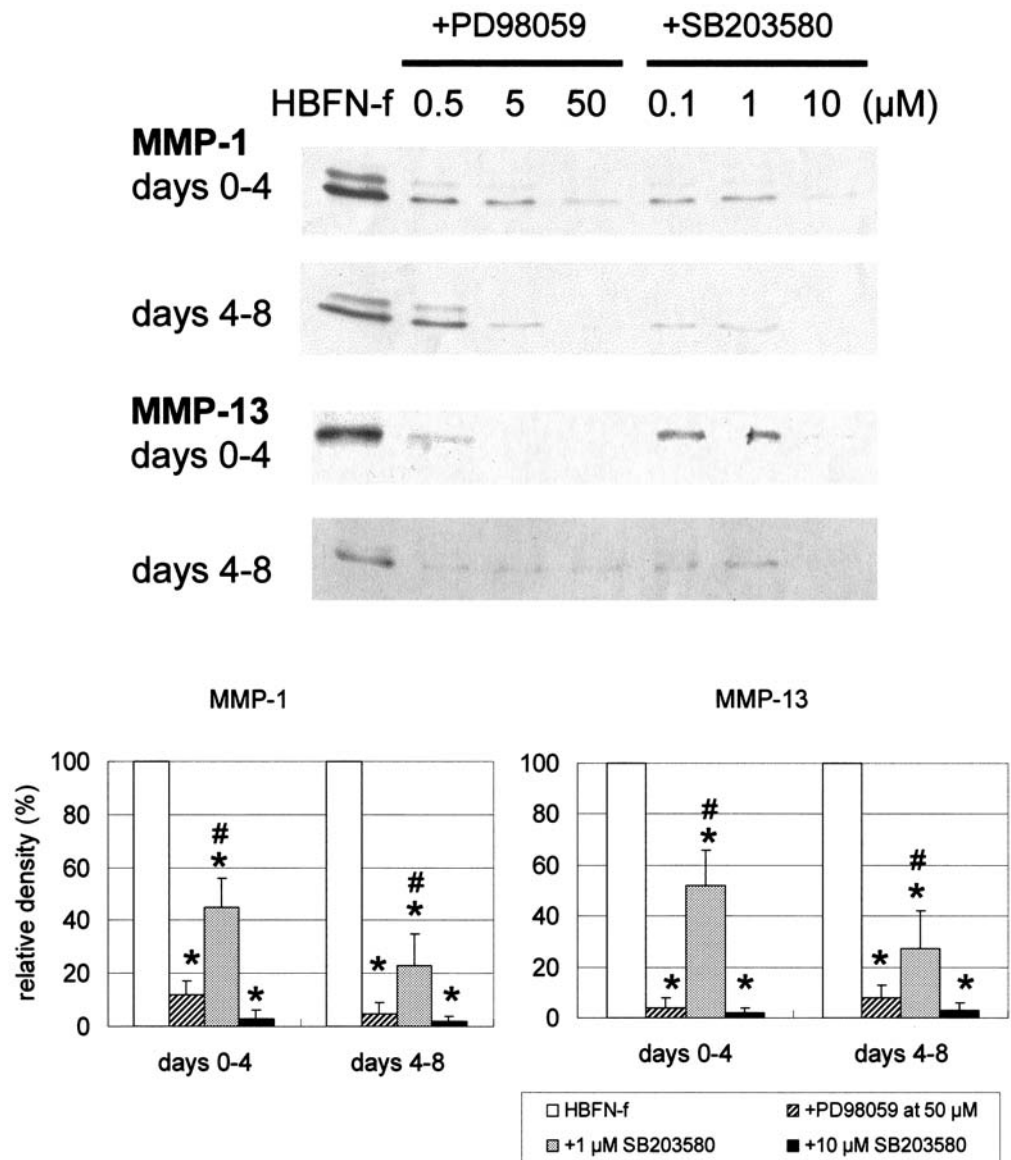 +PD98059 +SB203580
HBFN-f 0.5 5 50 0.1 1 10 (µM)
MMP-1
days 0-4
days 4-8
MMP-13
days 0-4
days 4-8
MMP-1
relative density (%)
100
80
60
40
20
0
#
*
*
*
#
*
*
*
days 0-4 days 4-8
MMP-13
100
80
60
40
20
0
#
*
*
*
#
*
*
*
days 0-4 days 4-8
HBFN-f +PD98059 at 50 µM
+1 µM SB203580 +10 µM SB203580